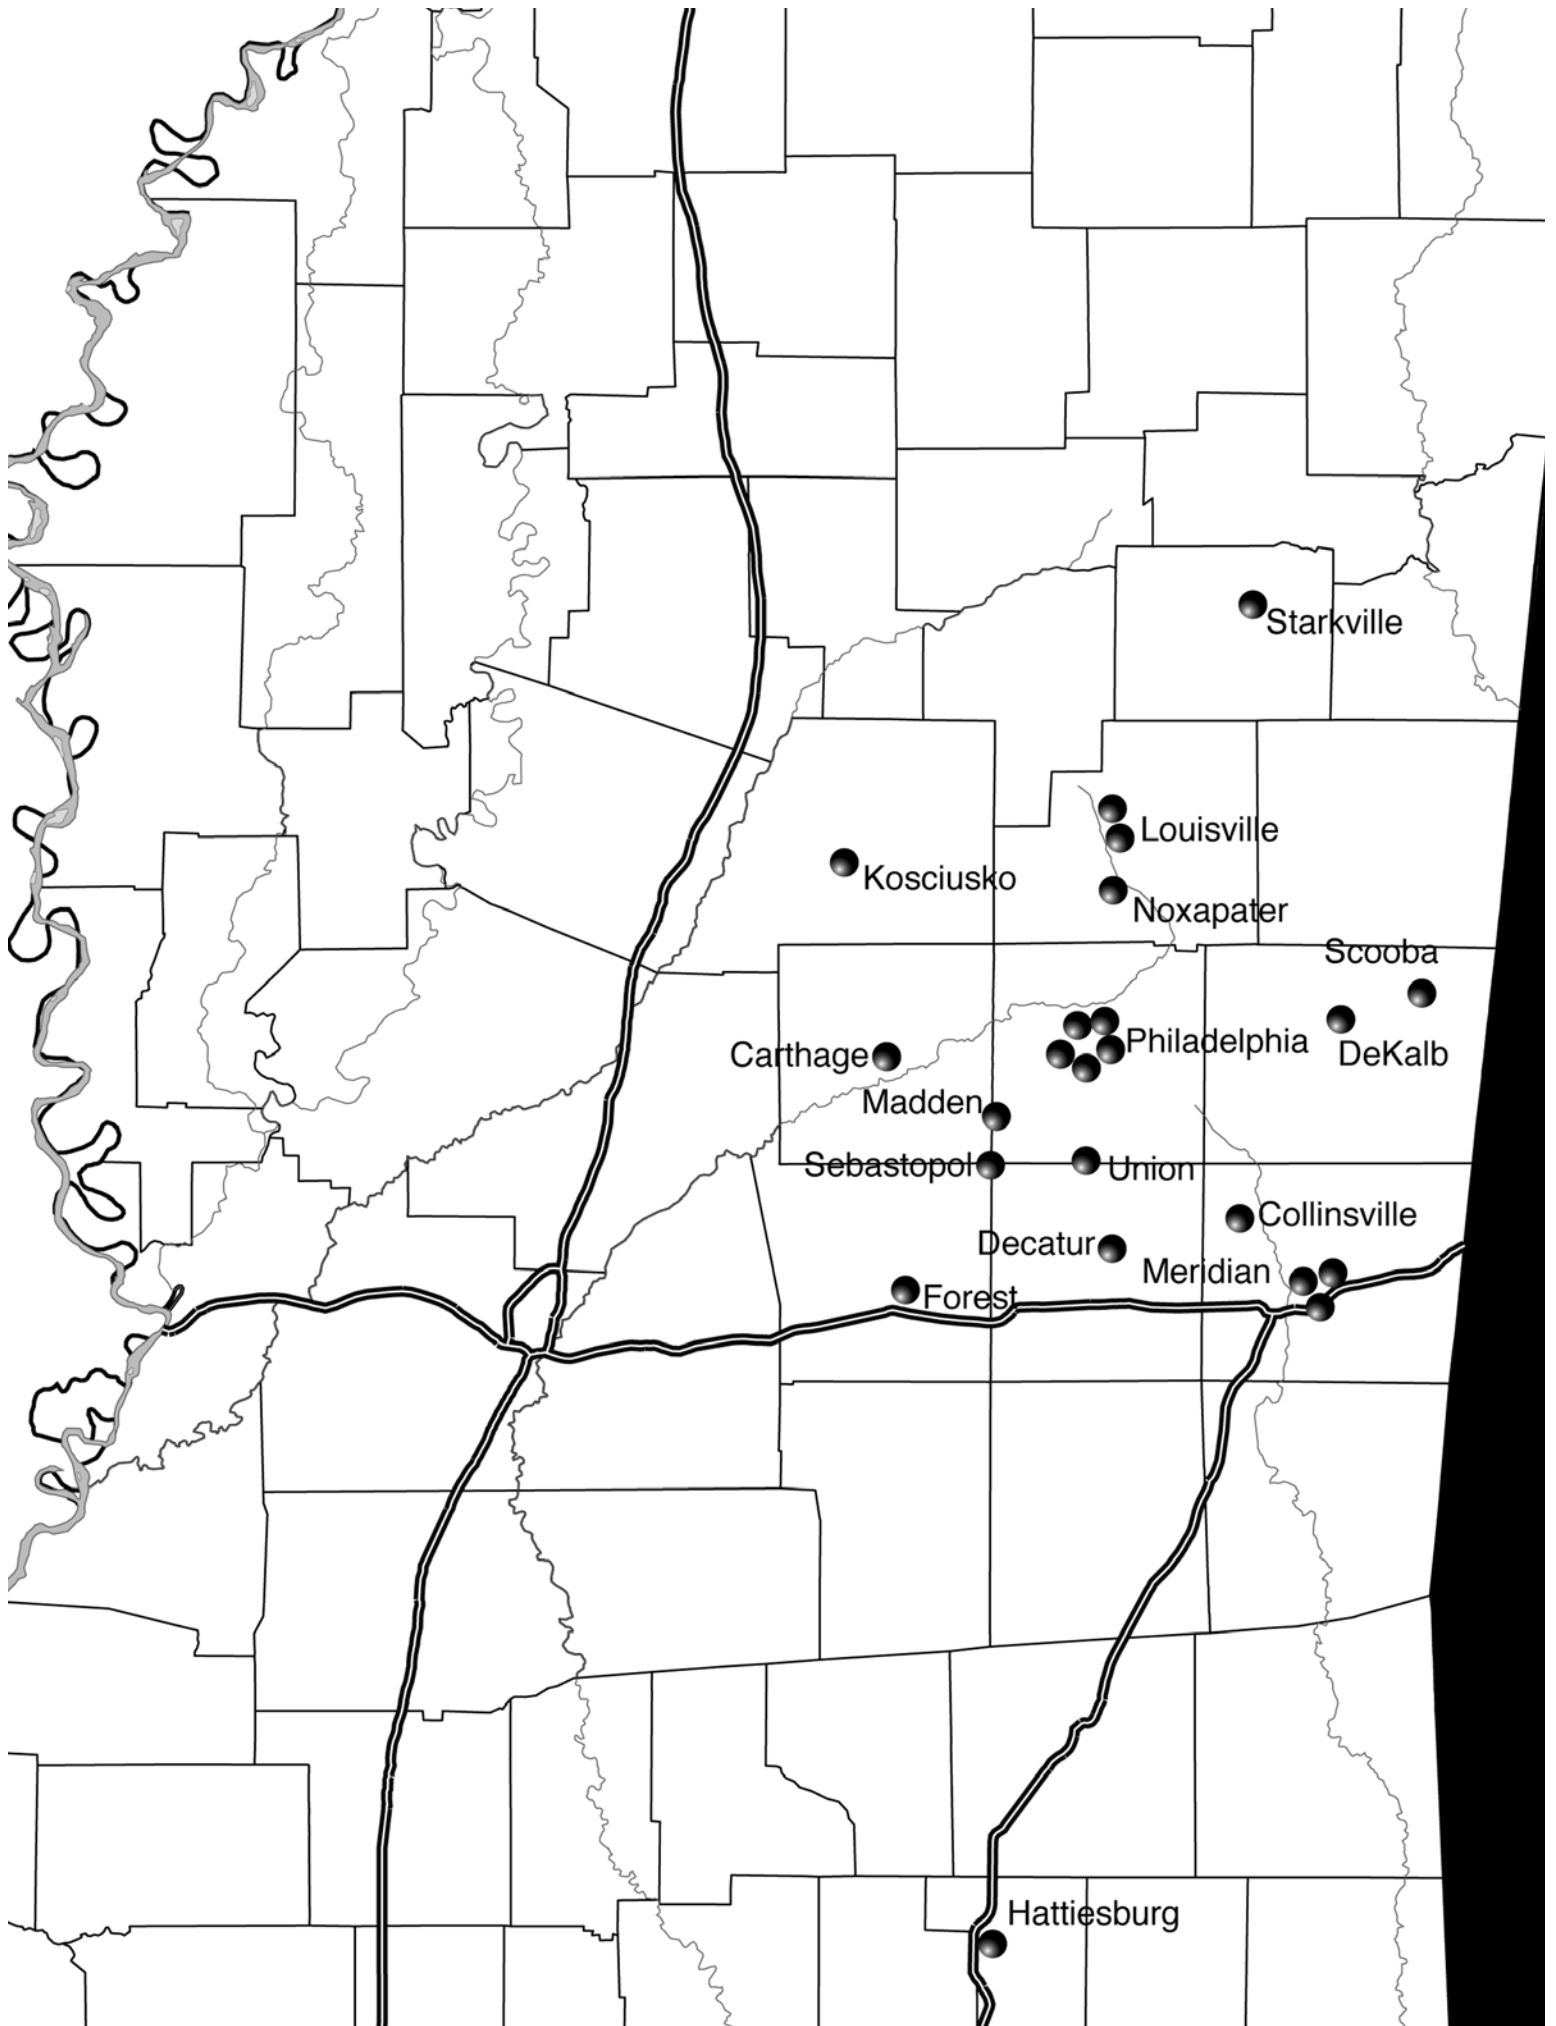 Starkville
Louisville
Kosciusko
Noxapater
Scooba
Philadelphia
DeKalb
Carthage
Madden
Sebastopol
Union
Collinsville
Decatur
Meridian
Forest
Hattiesburg